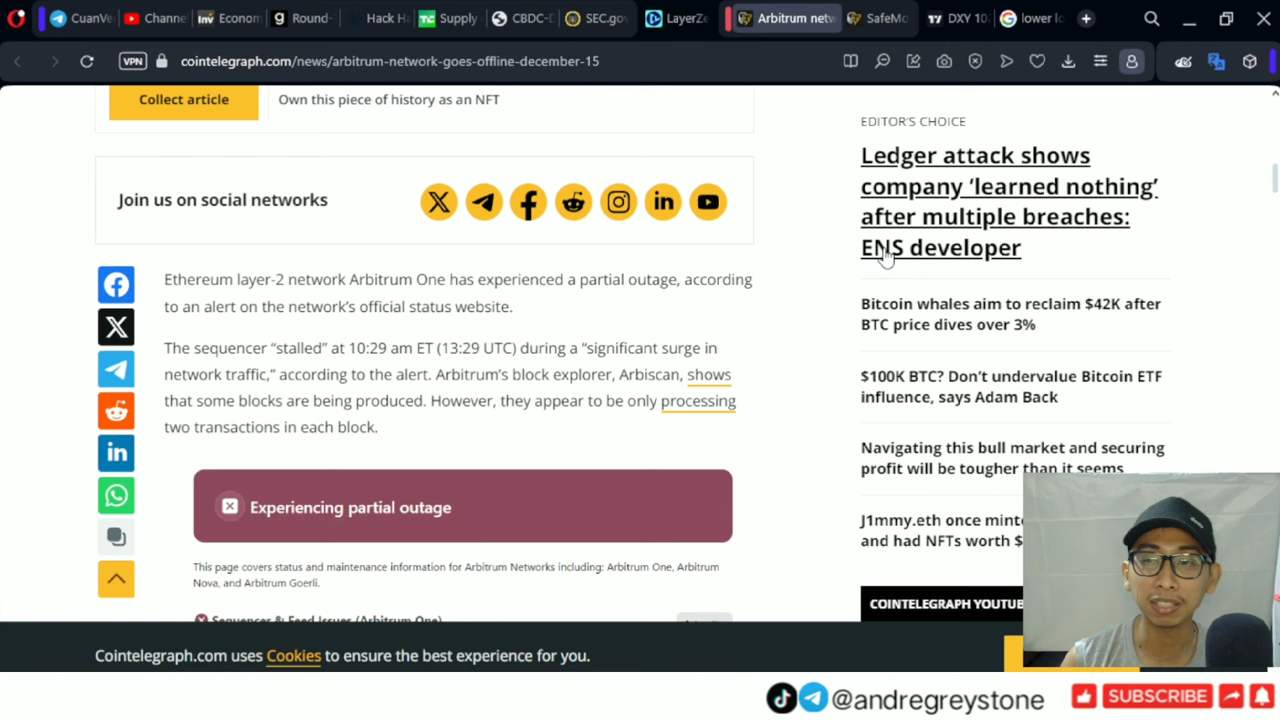 CuanVe
Channe
Econom
Round-
Hack Ha
Supply
CBDC-D
SEC.gov
LayerZe
Arbitrum netw
SafeMo
DXY 10
lower lo
VPN
cointelegraph.com/news/arbitrum-network-goes-offline-december-15
Collect article
Own this piece of history as an NFT
Join us on social networks
Ethereum layer-2 network Arbitrum One has experienced a partial outage, according
to an alert on the network's official status website.
The sequencer “stalled” at 10:29 am ET (13:29 UTC) during a “significant surge in
network traffic,” according to the alert. Arbitrum's block explorer, Arbiscan, shows
that some blocks are being produced. However, they appear to be only processing
two transactions in each block.
Experiencing partial outage
This page covers status and maintenance information for Arbitrum Networks including: Arbitrum One, Arbitrum
Nova, and Arbitrum Goerli.
Sequencer & Feed Issues (Arbitrum One)
EDITOR'S CHOICE
Ledger attack shows
company ‘learned nothing’
after multiple breaches:
ENS developer
Bitcoin whales aim to reclaim $42K after
BTC price dives over 3%
$100K BTC? Don't undervalue Bitcoin ETF
influence, says Adam Back
Navigating this bull market and securing
profit will be tougher than it seems
J1mmy.eth once mint
and had NFTs worth $
COINTELEGRAPH YOUTUB
Cointelegraph.com uses Cookies to ensure the best experience for you.
@andregreystone
SUBSCRIBE